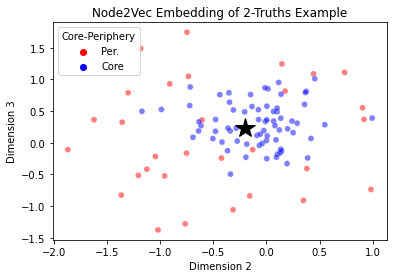 Node2Vec Embedding of 2-Truths Example
Core-Periphery
Per.
Core
Dimension 3
1.5
1.0
0.5
0.0
−0.5
−1.0
−1.5
−2.0 −1.5 −1.0 −0.5 0.0 0.5 1.0
Dimension 2